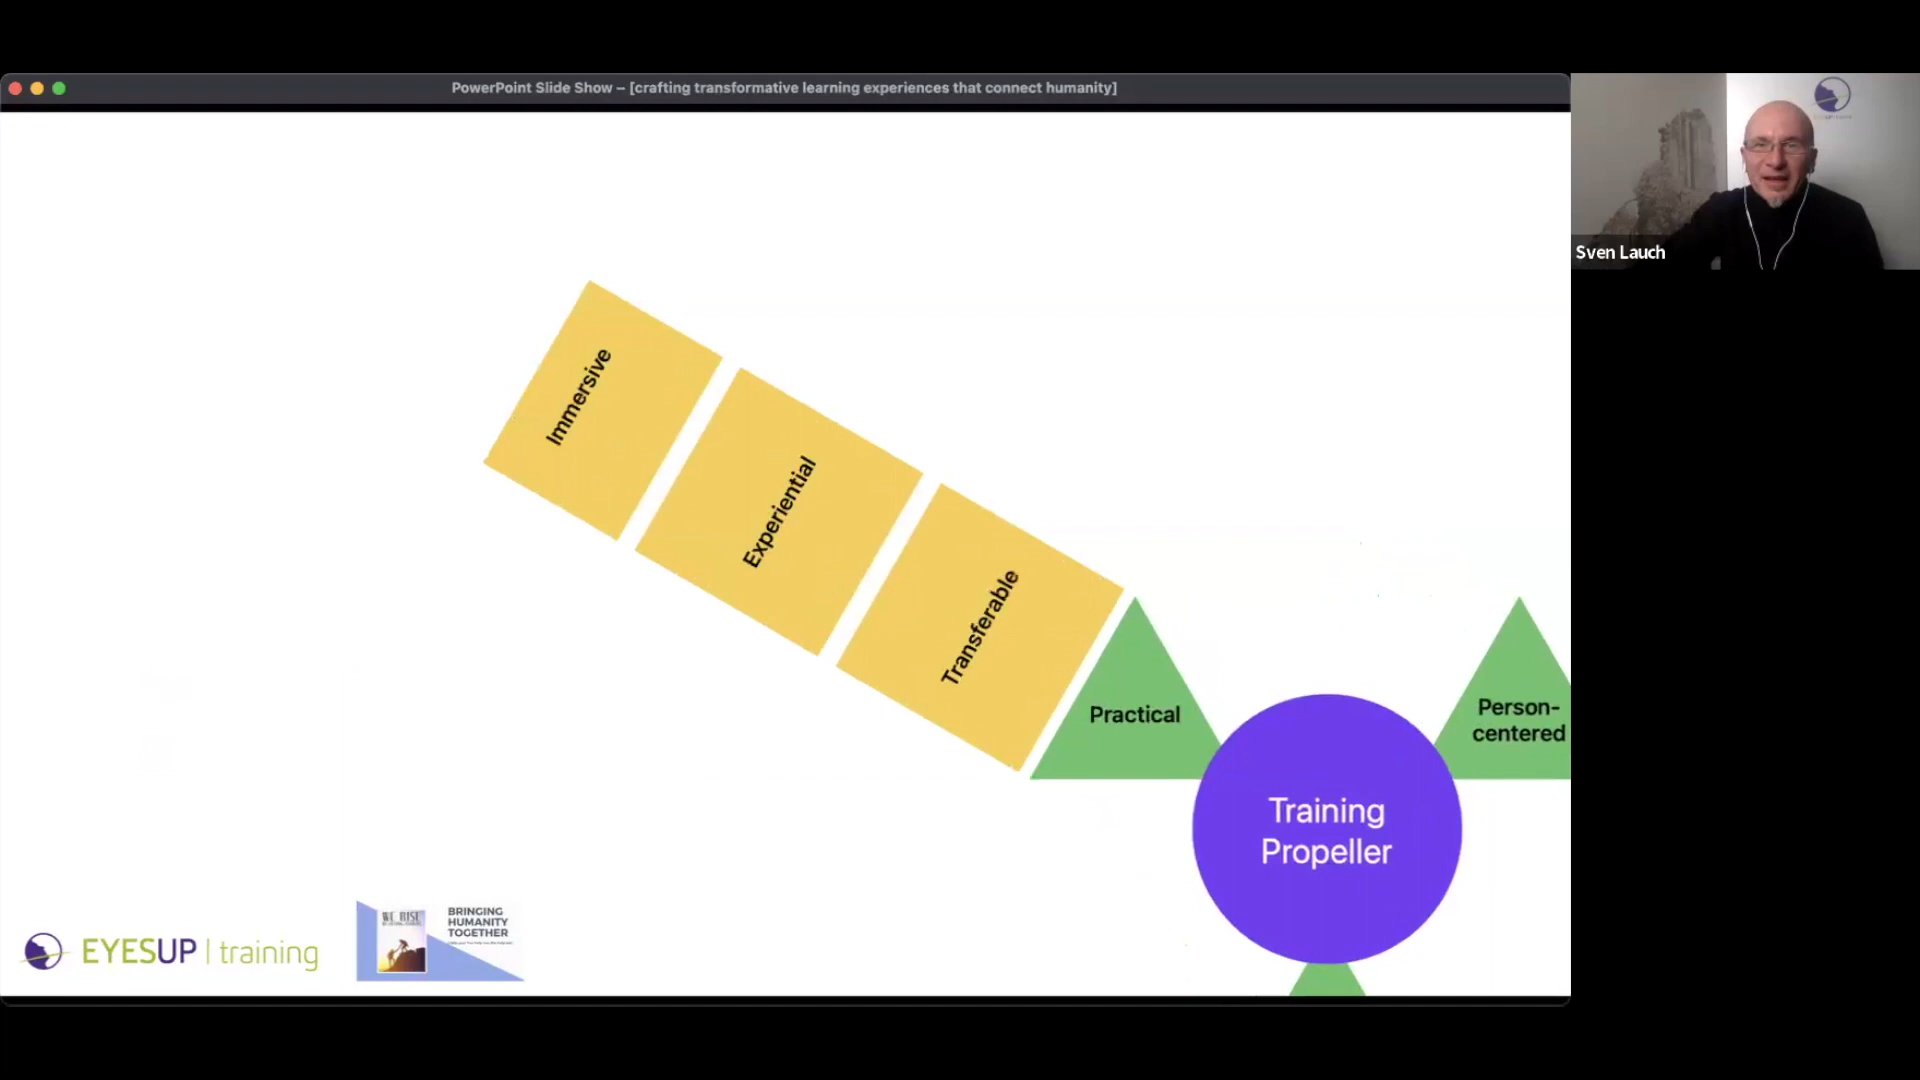 PowerPoint Slide Show – [crafting transformative learning experiences that connect humanity]
Sven Lauch
Immersive
Experiential
Transferable
Practical
Person-
centered
Training
Propeller
EYESUP | training
WE RISE
BRINGING
HUMANITY
TOGETHER